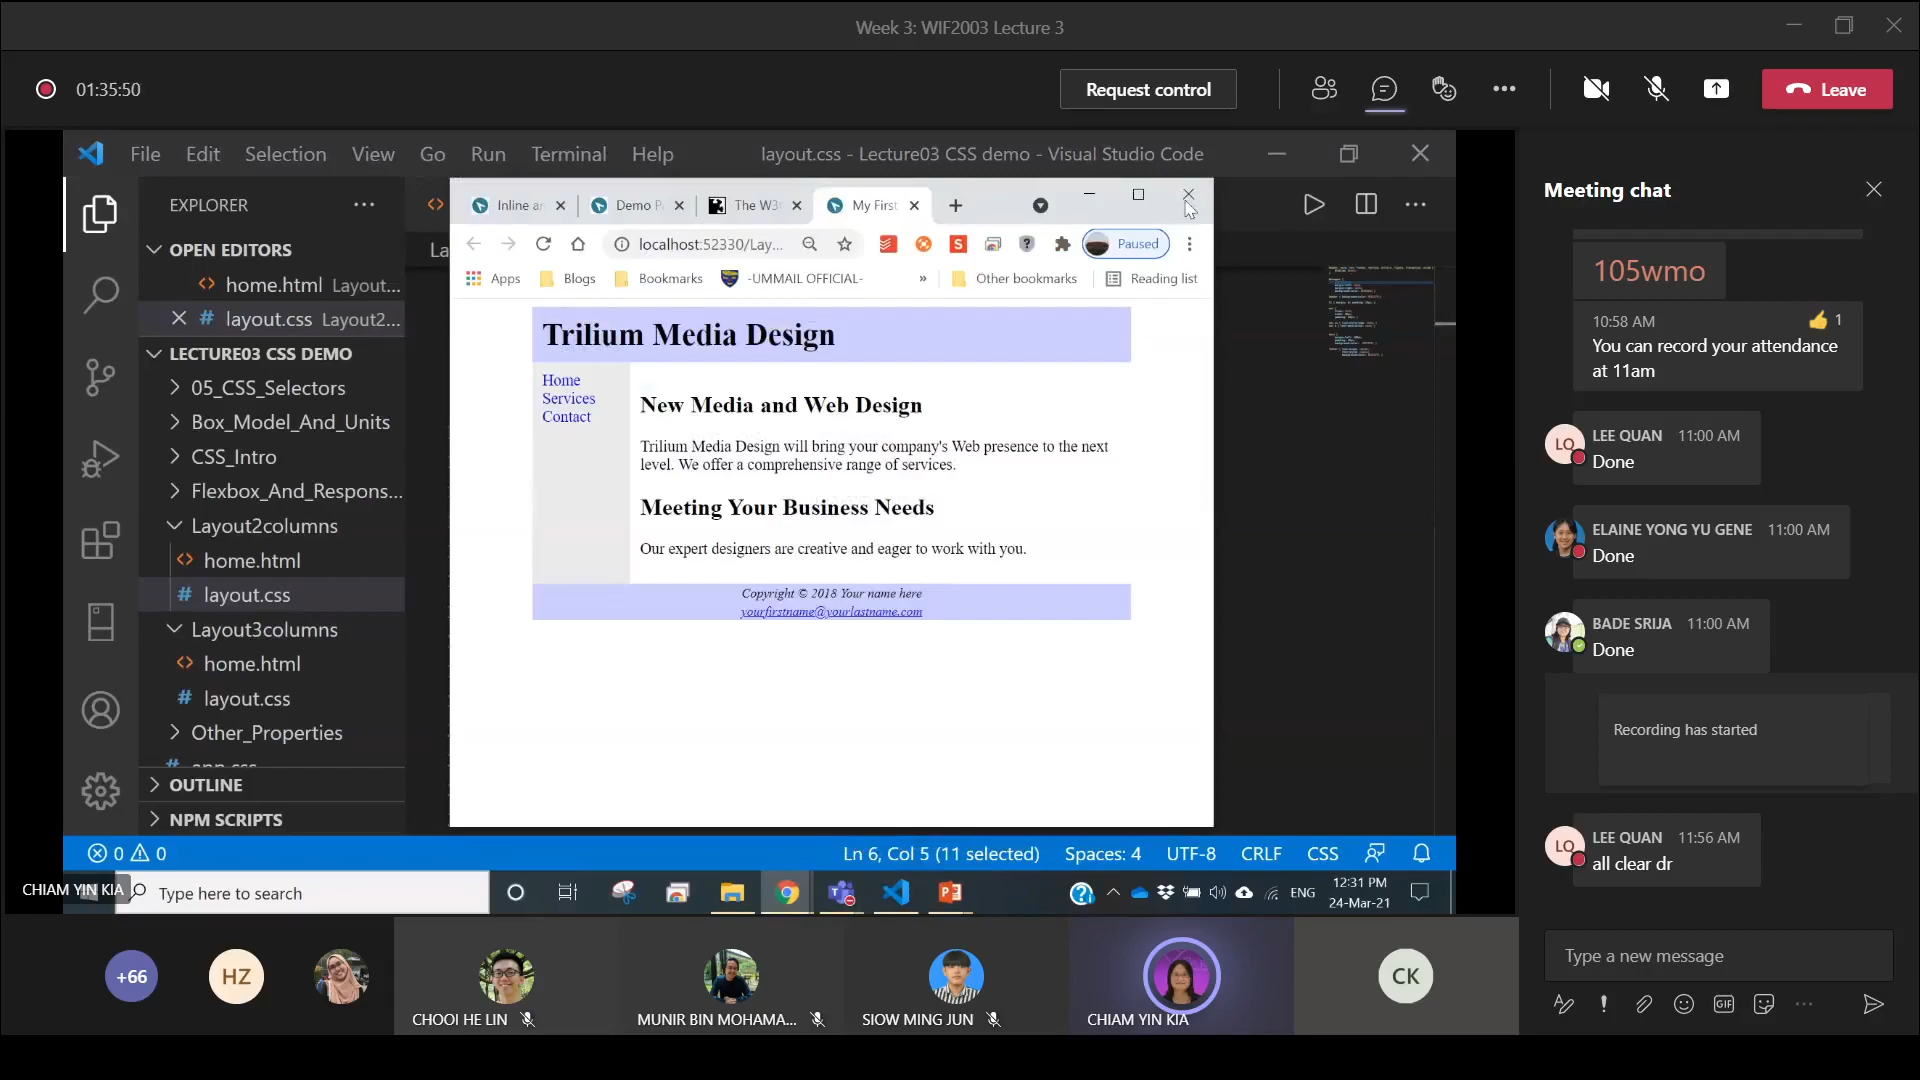 Week 3: WIF2003 Lecture 3
01:35:50
Request control
Leave
File Edit Selection View Go Run Terminal Help
layout.css - Lecture03 CSS demo - Visual Studio Code
EXPLORER
OPEN EDITORS
home.html Layout...
layout.css Layout2...
LECTURE03 CSS DEMO
05_CSS_Selectors
Box_Model_And_Units
CSS_Intro
Flexbox_And_Respons...
Layout2columns
home.html
layout.css
Layout3columns
home.html
layout.css
Other_Properties
OUTLINE
NPM SCRIPTS
La
Inline a
Demo P
The W3
My First
localhost:52330/Lay...
Paused
Apps
Blogs
Bookmarks
-UMMAIL OFFICIAL-
»
Other bookmarks
Reading list
Trilium Media Design
Home
Services
Contact
New Media and Web Design
Trilium Media Design will bring your company's Web presence to the next
level. We offer a comprehensive range of services.
Meeting Your Business Needs
Our expert designers are creative and eager to work with you.
Copyright © 2018 Your name here
yourfirstname@yourlastname.com
0 0
Ln 6, Col 5 (11 selected)
Spaces: 4
UTF-8
CRLF
CSS
CHIAM YIN KIA
Type here to search
ENG
12:31 PM
24-Mar-21
Meeting chat
105wmo
10:58 AM
1
You can record your attendance
at 11am
LQ
LEE QUAN 11:00 AM
Done
ELAINE YONG YU GENE 11:00 AM
Done
BADE SRIJA 11:00 AM
Done
Recording has started
LQ
LEE QUAN 11:56 AM
all clear dr
Type a new message
GIF
+66
HZ
CHOOI HE LIN
MUNIR BIN MOHAMA...
SIOW MING JUN
CHIAM YIN KIA
CK